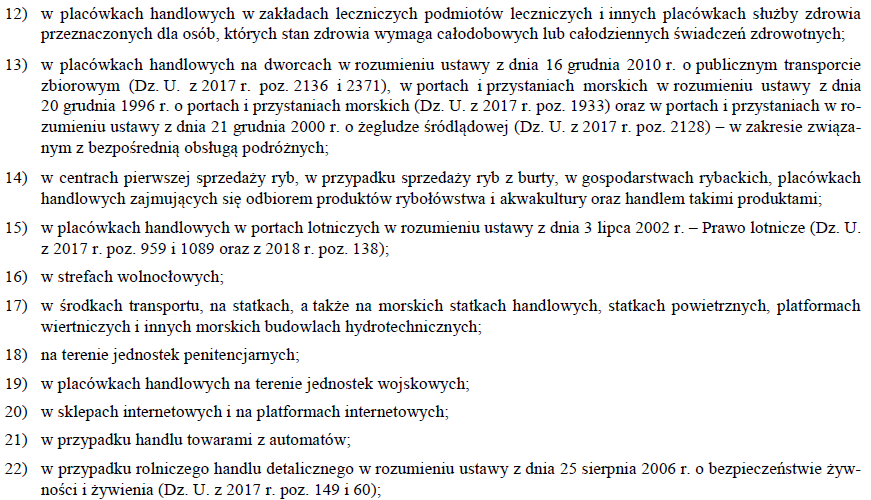 12) w placówkach handlowych w zakładach leczniczych podmiotów leczniczych i innych placówkach służby zdrowia
przeznaczonych dla osób, których stan zdrowia wymaga całodobowych lub całodziennych świadczeń zdrowotnych;
13) w placówkach handlowych na dworcach w rozumieniu ustawy z dnia 16 grudnia 2010 r. o publicznym transporcie
zbiorowym (Dz. U. z 2017 r. poz. 2136 i 2371), w portach i przystaniach morskich w rozumieniu ustawy z dnia
20 grudnia 1996 r. o portach i przystaniach morskich (Dz. U. z 2017 r. poz. 1933) oraz w portach i przystaniach w ro-
zumieniu ustawy z dnia 21 grudnia 2000 r. o żegludze śródlądowej (Dz. U. z 2017 r. poz. 2128) – w zakresie związa-
nym z bezpośrednią obsługą podróżnych;
14) w centrach pierwszej sprzedaży ryb, w przypadku sprzedaży ryb z burty, w gospodarstwach rybackich, placówkach
handlowych zajmujących się odbiorem produktów rybołówstwa i akwakultury oraz handlem takimi produktami;
15) w placówkach handlowych w portach lotniczych w rozumieniu ustawy z dnia 3 lipca 2002 r. – Prawo lotnicze (Dz. U.
z 2017 r. poz. 959 i 1089 oraz z 2018 r. poz. 138);
16) w strefach wolnocłowych;
17) w środkach transportu, na statkach, a także na morskich statkach handlowych, statkach powietrznych, platformach
wiertniczych i innych morskich budowlach hydrotechnicznych;
18) na terenie jednostek penitencjarnych;
19) w placówkach handlowych na terenie jednostek wojskowych;
20) w sklepach internetowych i na platformach internetowych;
21) w przypadku handlu towarami z automatów;
22) w przypadku rolniczego handlu detalicznego w rozumieniu ustawy z dnia 25 sierpnia 2006 r. o bezpieczeństwie żyw-
ności i żywienia (Dz. U. z 2017 r. poz. 149 i 60);